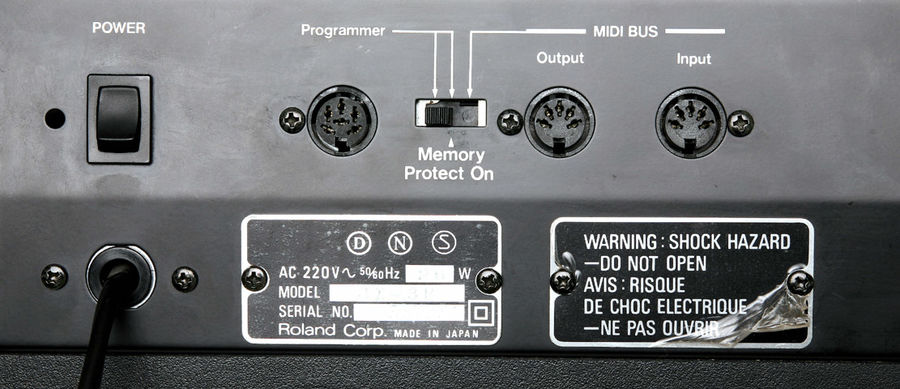 POWER
Programmer
MIDI BUS
Output
Input
Memory
Protect On
D N S
AC 220V~ 50/60Hz W
MODEL
SERIAL NO.
Roland Corp. MADE IN JAPAN
WARNING: SHOCK HAZARD
—DO NOT OPEN
AVIS: RISQUE
DE CHOC ELECTRIQUE
—NE PAS OUVRIR